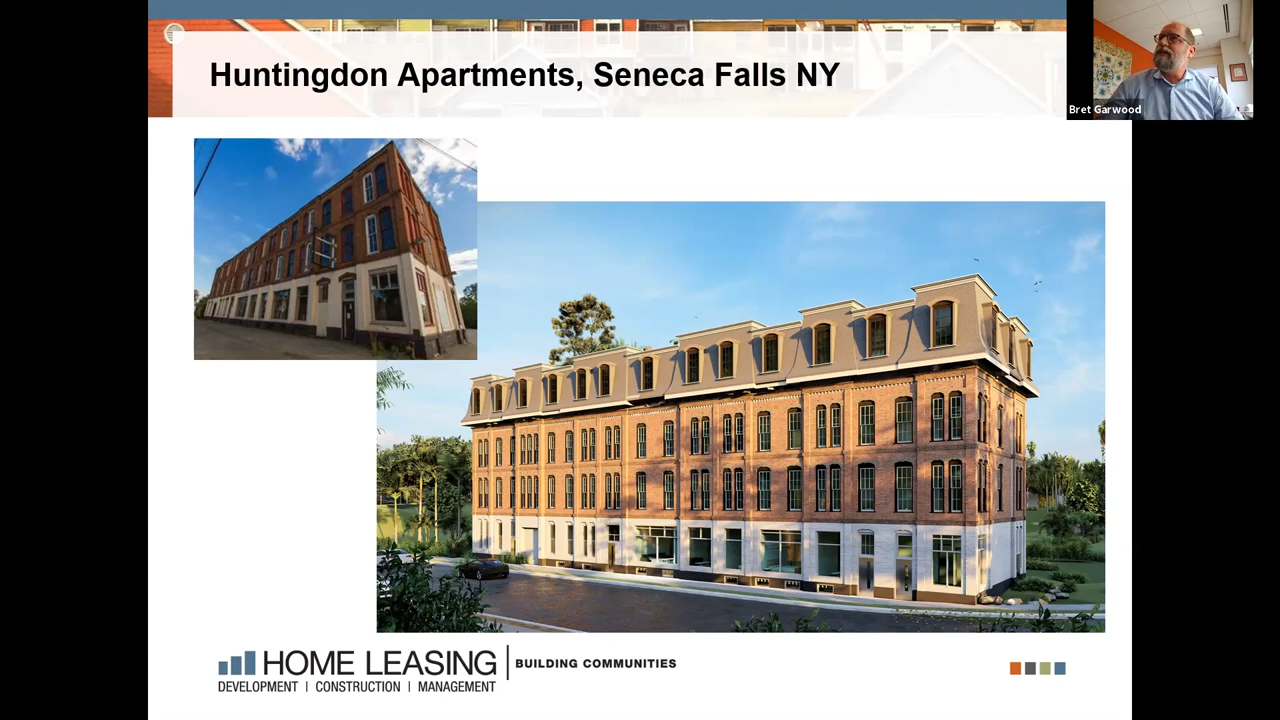 Huntingdon Apartments, Seneca Falls NY
Bret Garwood
HOME LEASING | BUILDING COMMUNITIES
DEVELOPMENT | CONSTRUCTION | MANAGEMENT